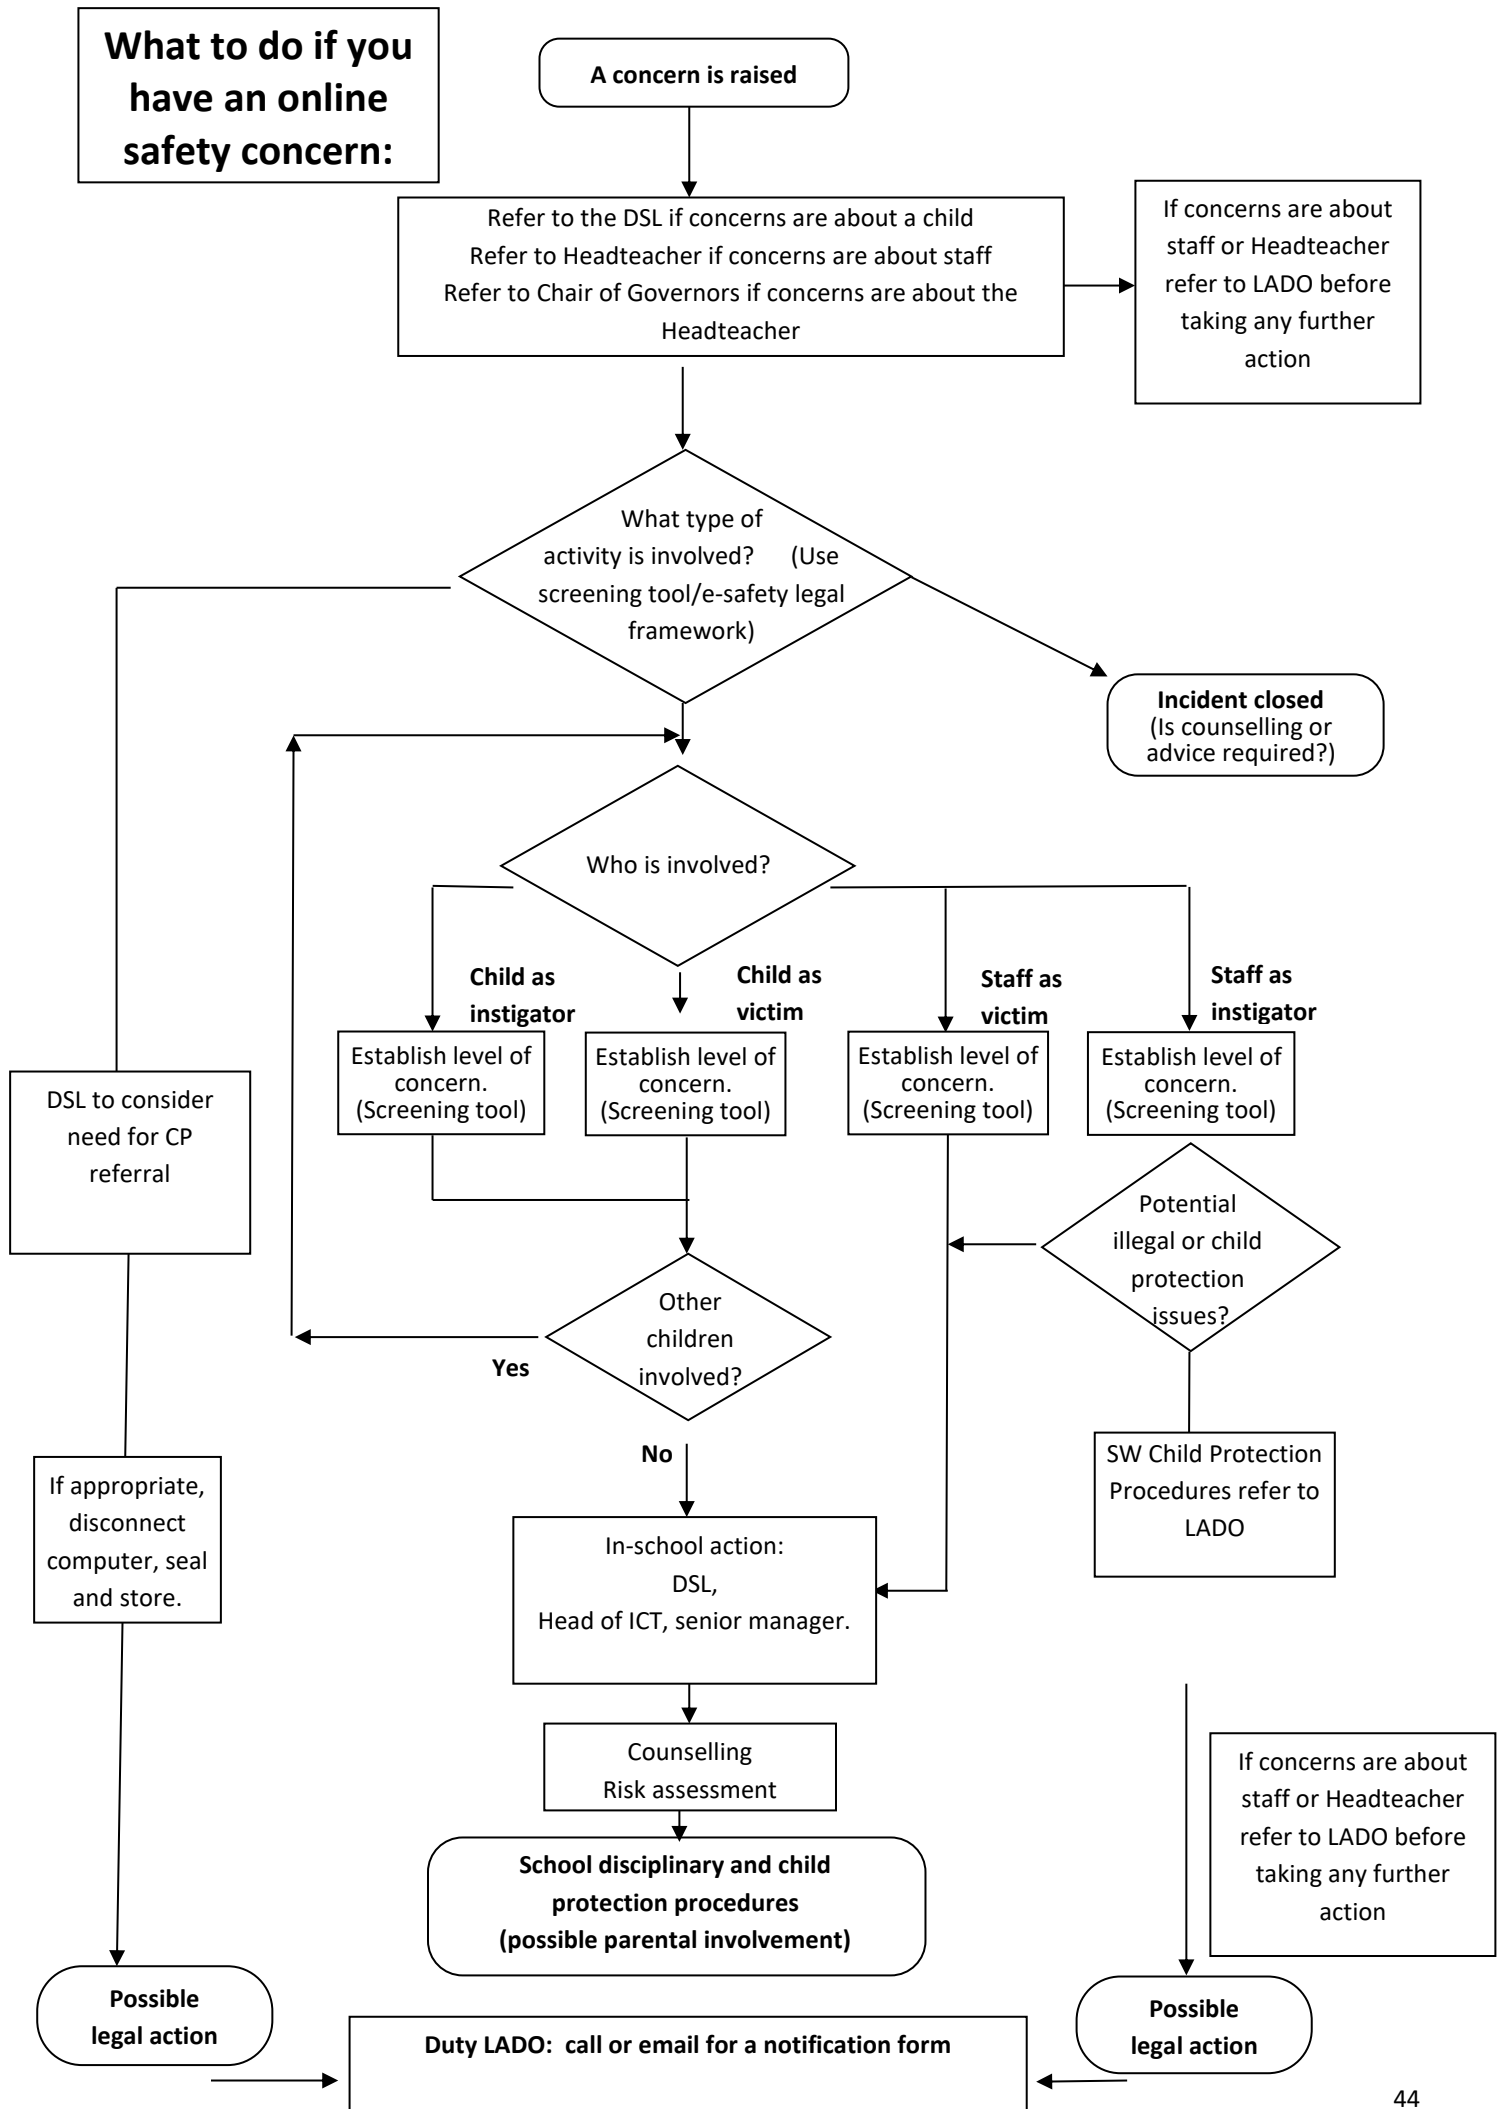 What to do if you
have an online
safety concern:
A concern is raised
Refer to the DSL if concerns are about a child
Refer to Headteacher if concerns are about staff
Refer to Chair of Governors if concerns are about the
Headteacher
If concerns are about
staff or Headteacher
refer to LADO before
taking any further
action
What type of
activity is involved? (Use
screening tool/e-safety legal
framework)
Incident closed
(Is counselling or
advice required?)
Who is involved?
Child as
instigator
Child as
victim
Staff as
victim
Staff as
instigator
Establish level of
concern.
(Screening tool)
Establish level of
concern.
(Screening tool)
Establish level of
concern.
(Screening tool)
Establish level of
concern.
(Screening tool)
DSL to consider
need for CP
referral
Potential
illegal or child
protection
issues?
Other
children
involved?
Yes
No
SW Child Protection
Procedures refer to
LADO
If appropriate,
disconnect
computer, seal
and store.
In-school action:
DSL,
Head of ICT, senior manager.
Counselling
Risk assessment
If concerns are about
staff or Headteacher
refer to LADO before
taking any further
action
School disciplinary and child
protection procedures
(possible parental involvement)
Possible
legal action
Possible
legal action
Duty LADO: call or email for a notification form
44